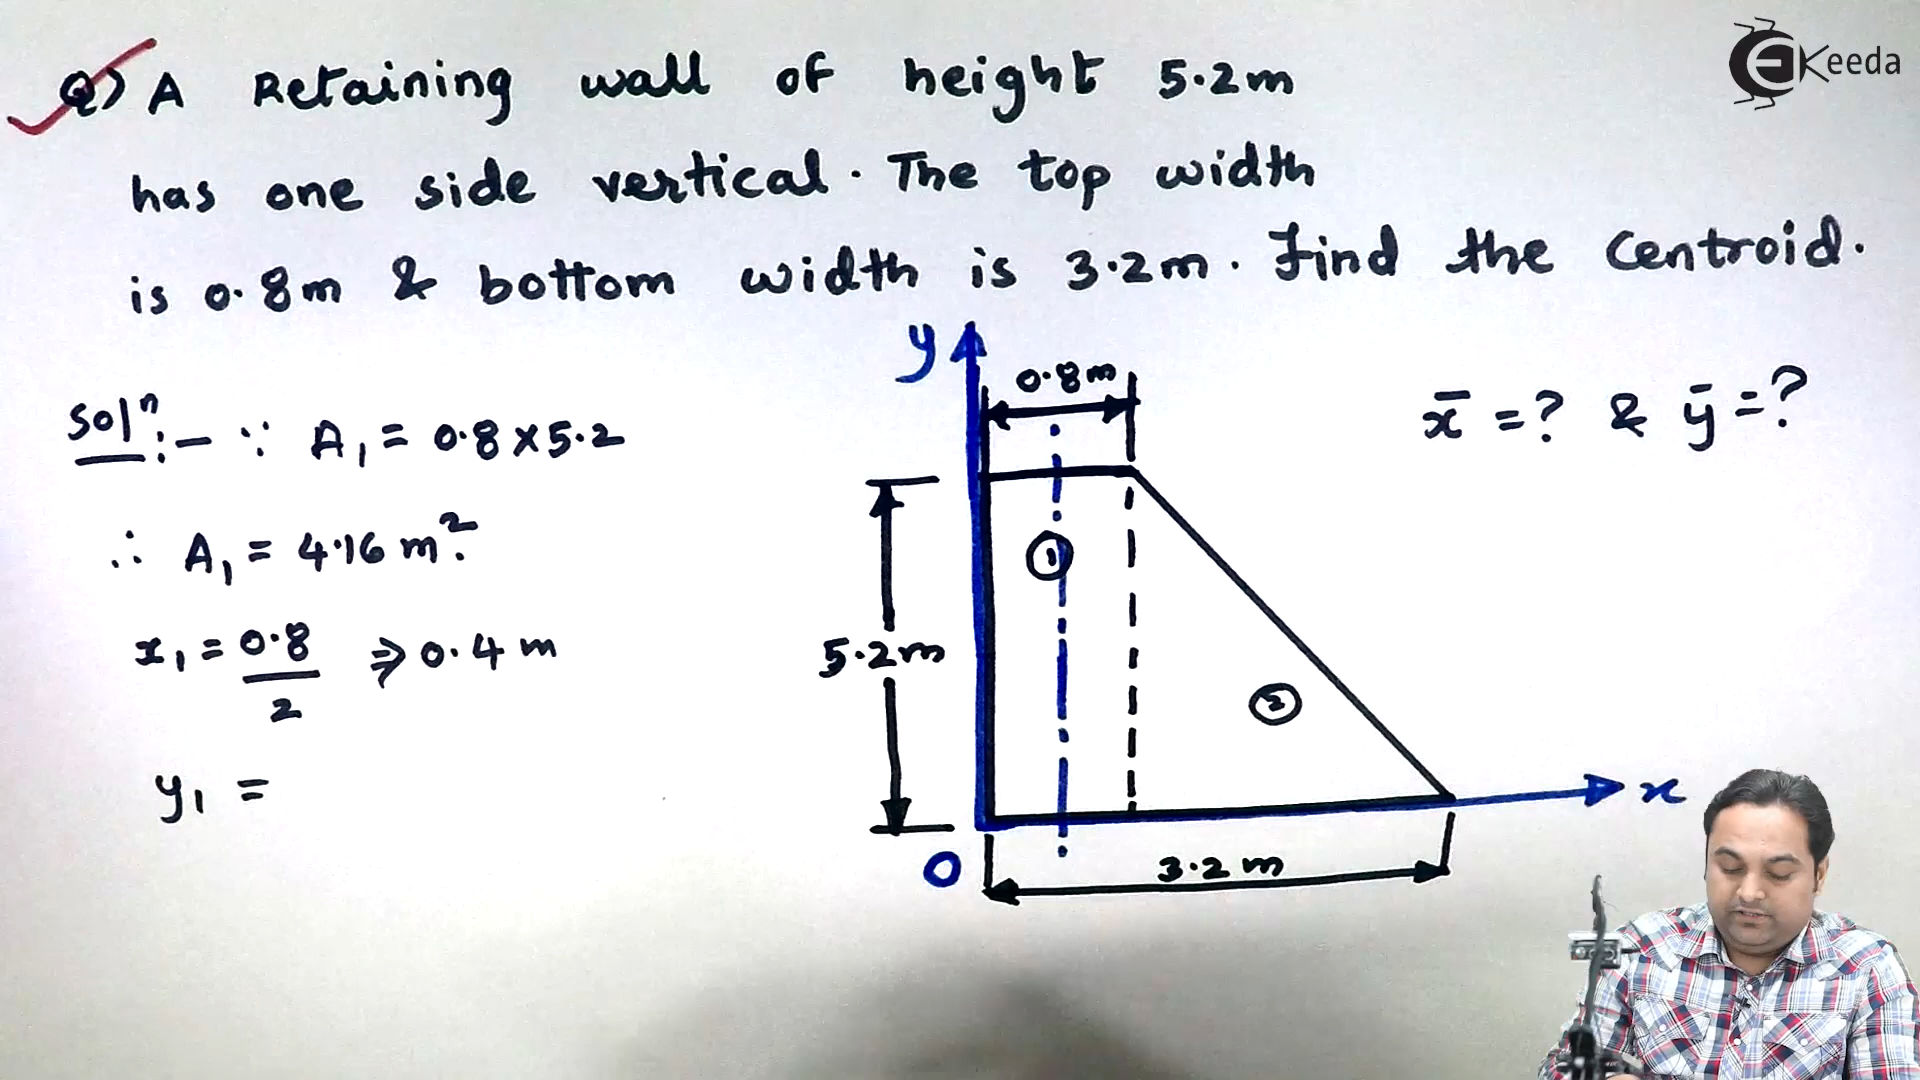 Keeda
Q) A Retaining wall of height 5.2m
has one side vertical. The top width
is 0.8m & bottom width is 3.2m. Find the centroid.
y
0.8m
x̄ =? & ȳ =?
Solⁿ:- ∵ A₁ = 0.8×5.2
∴ A₁ = 4.16 m².
①
x₁ = 0.8/2 ⇒ 0.4 m
5.2m
②
y₁ =
x
O
3.2m